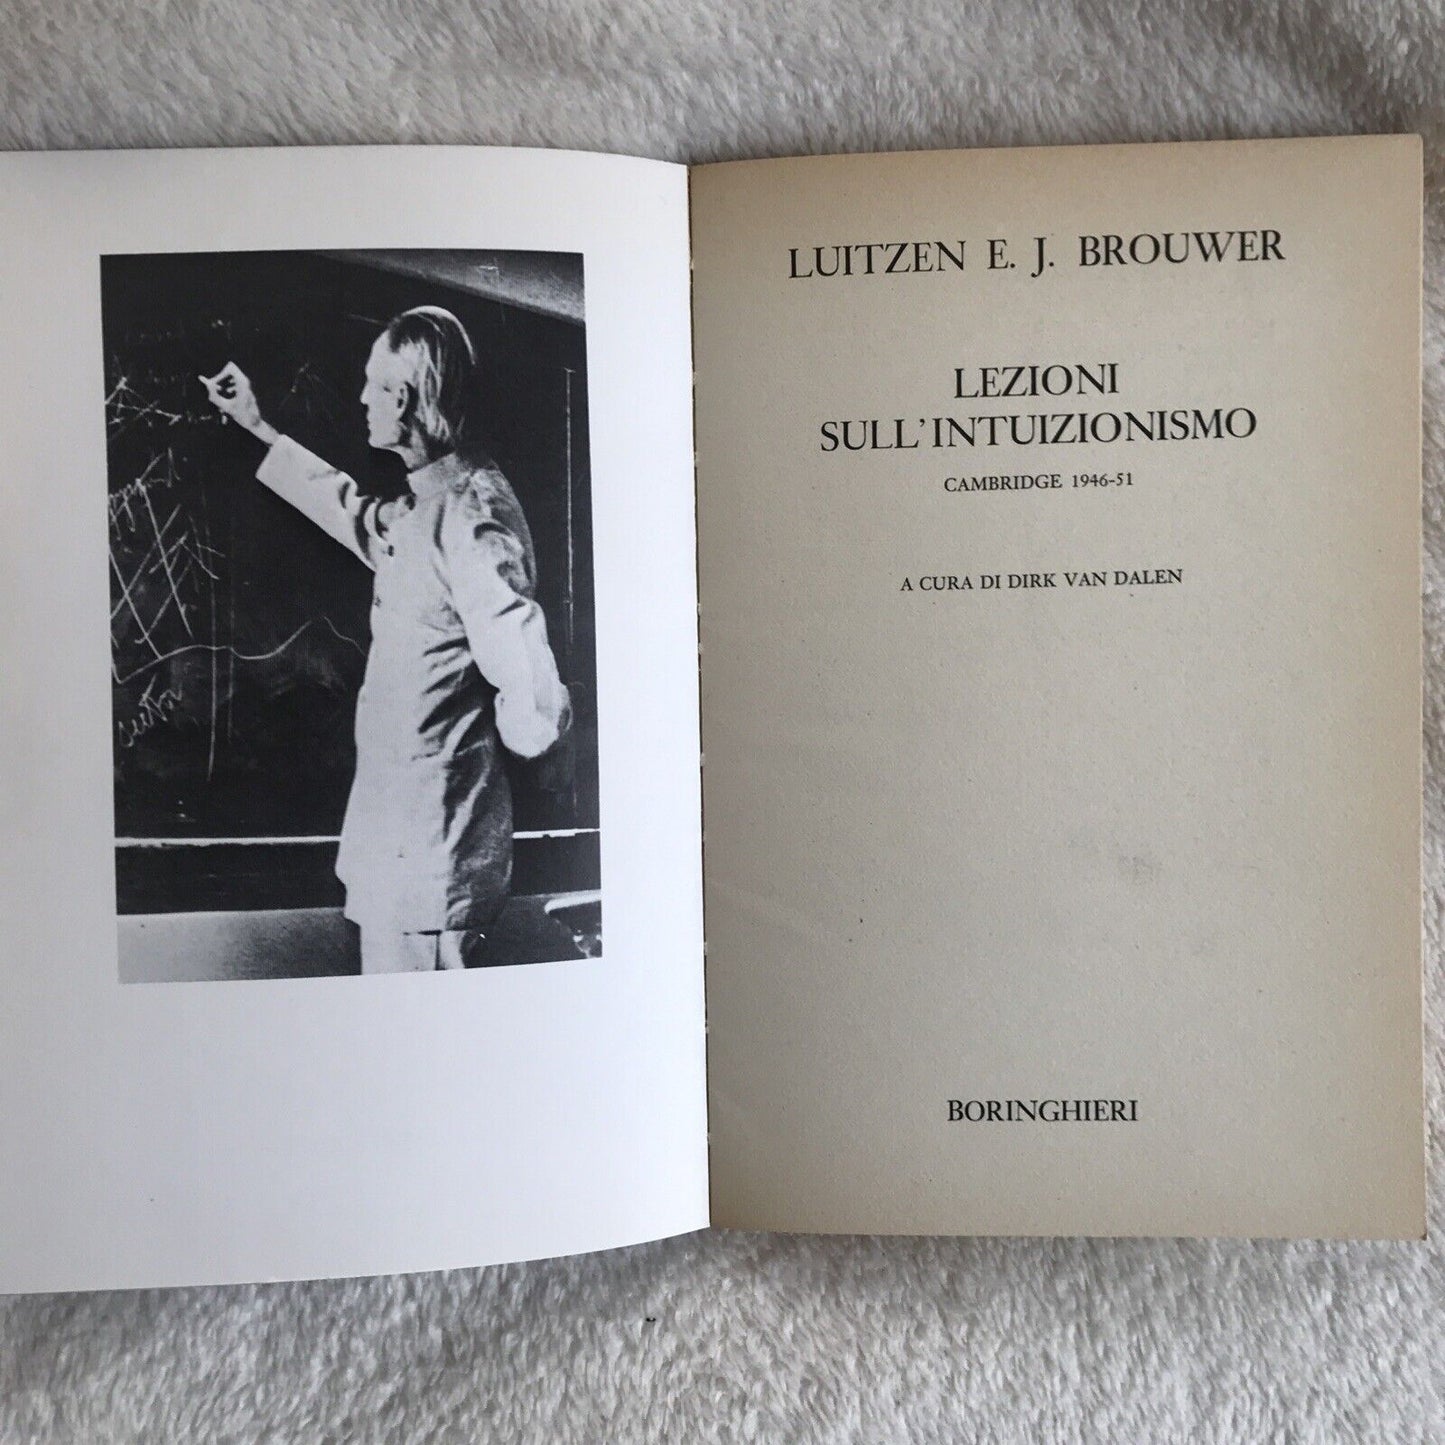 LUITZEN E. J. BROUWER
LEZIONI
SULL'INTUIZIONISMO
CAMBRIDGE 1946-51
A CURA DI DIRK VAN DALEN
BORINGHIERI